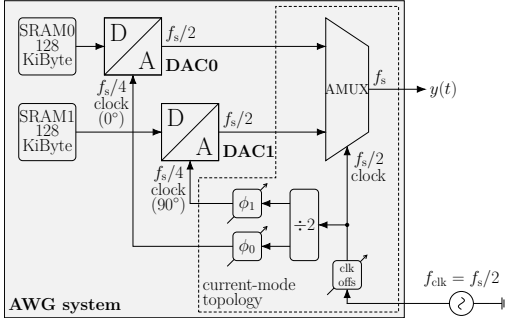 SRAM0
128
KiByte
D
A
f_s/2
DAC0
f_s/4
clock
(0°)
SRAM1
128
KiByte
D
A
f_s/2
DAC1
f_s/4
clock
(90°)
AMUX
f_s
y(t)
f_s/2
clock
ϕ_1
÷2
ϕ_0
clk
offs
current-mode
topology
f_clk = f_s/2
AWG system